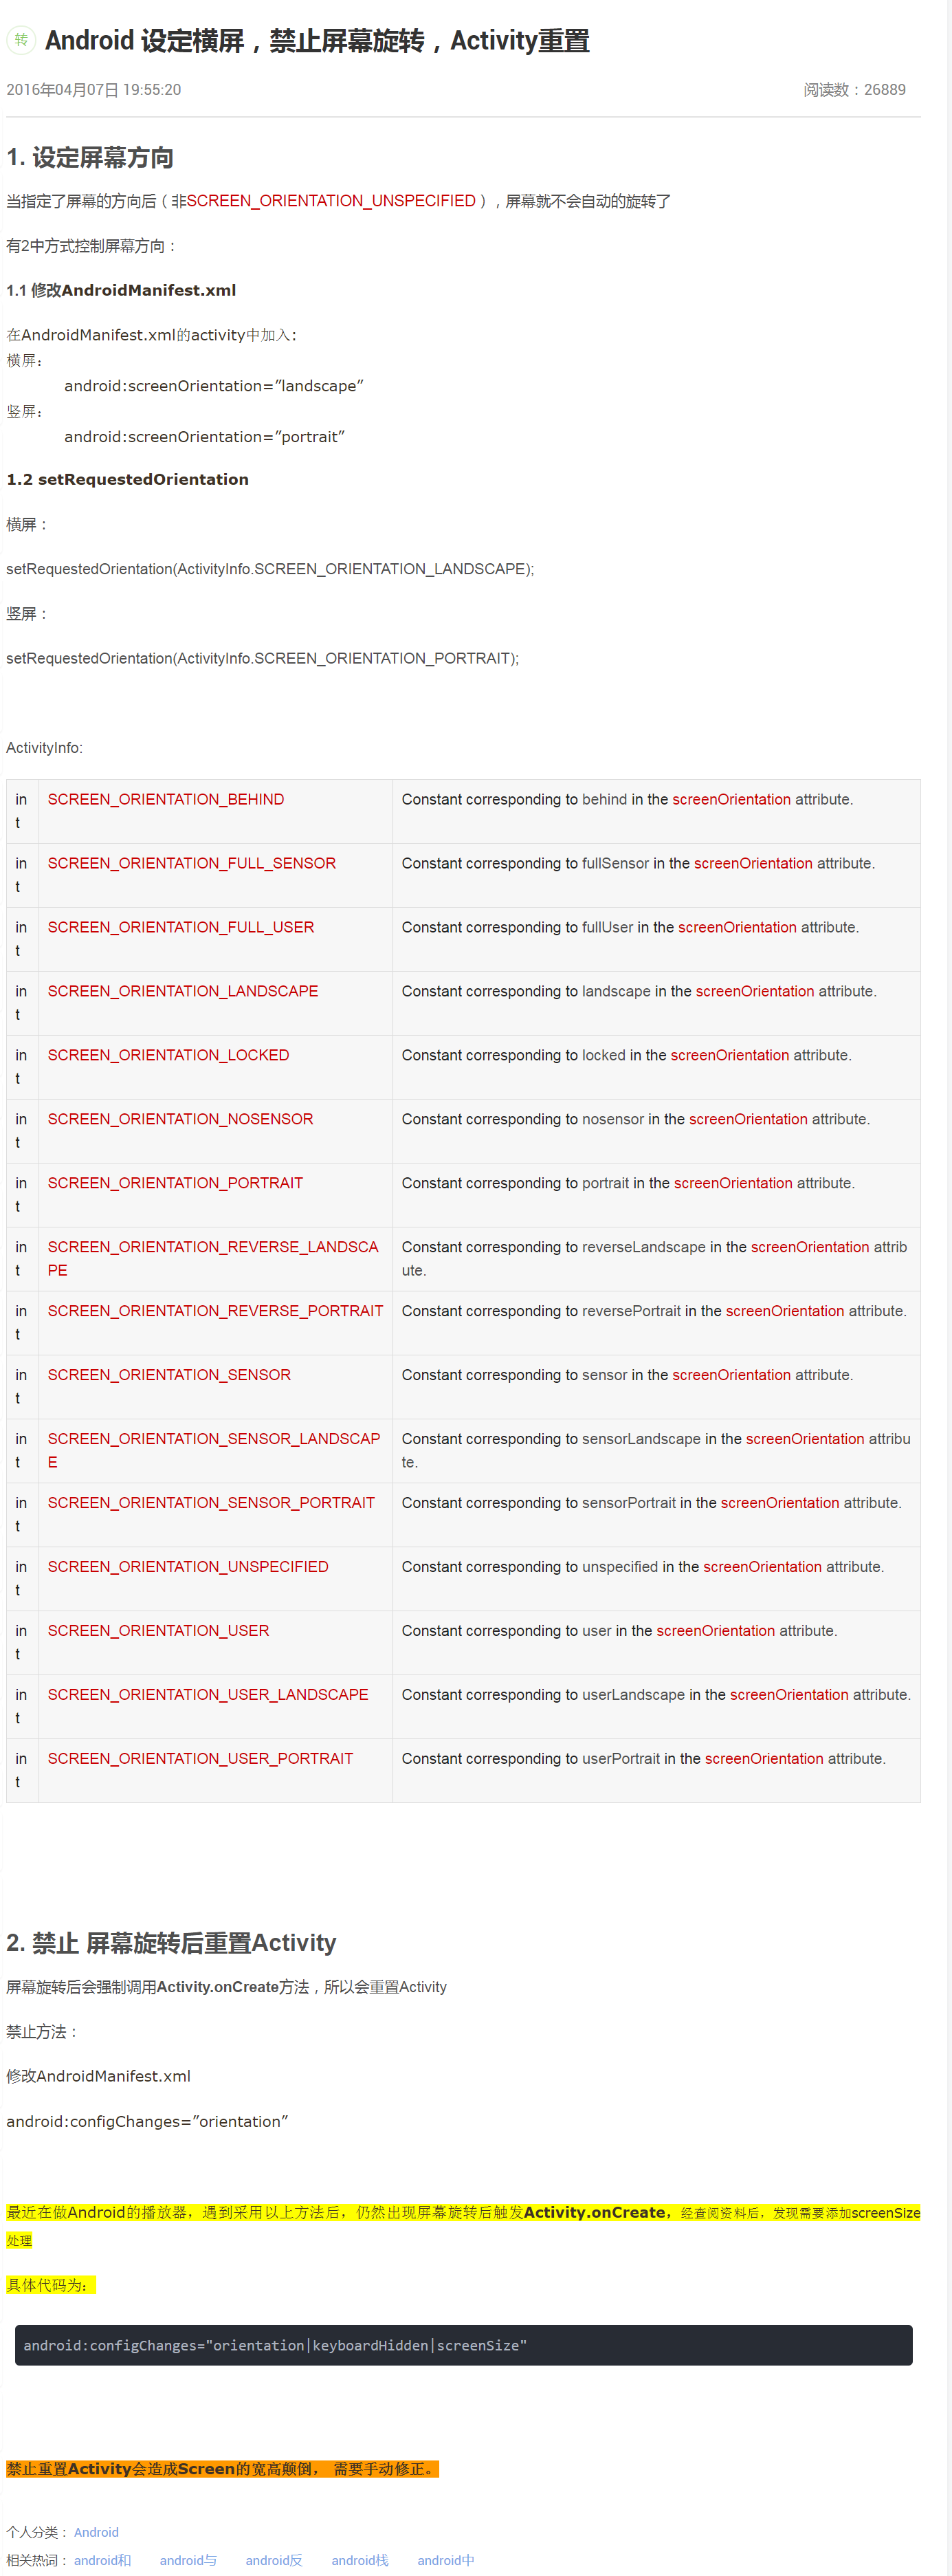 转 Android 设定横屏，禁止屏幕旋转，Activity重置
2016年04月07日 19:55:20 阅读数：26889
1. 设定屏幕方向
当指定了屏幕的方向后（非SCREEN_ORIENTATION_UNSPECIFIED），屏幕就不会自动的旋转了
有2中方式控制屏幕方向：
1.1 修改AndroidManifest.xml
在AndroidManifest.xml的activity中加入:
横屏：
android:screenOrientation=”landscape”
竖屏：
android:screenOrientation=”portrait”
1.2 setRequestedOrientation
横屏：
setRequestedOrientation(ActivityInfo.SCREEN_ORIENTATION_LANDSCAPE);
竖屏：
setRequestedOrientation(ActivityInfo.SCREEN_ORIENTATION_PORTRAIT);
ActivityInfo:
in SCREEN_ORIENTATION_BEHIND Constant corresponding to behind in the screenOrientation attribute.
t
in SCREEN_ORIENTATION_FULL_SENSOR Constant corresponding to fullSensor in the screenOrientation attribute.
t
in SCREEN_ORIENTATION_FULL_USER Constant corresponding to fullUser in the screenOrientation attribute.
t
in SCREEN_ORIENTATION_LANDSCAPE Constant corresponding to landscape in the screenOrientation attribute.
t
in SCREEN_ORIENTATION_LOCKED Constant corresponding to locked in the screenOrientation attribute.
t
in SCREEN_ORIENTATION_NOSENSOR Constant corresponding to nosensor in the screenOrientation attribute.
t
in SCREEN_ORIENTATION_PORTRAIT Constant corresponding to portrait in the screenOrientation attribute.
t
in SCREEN_ORIENTATION_REVERSE_LANDSCA Constant corresponding to reverseLandscape in the screenOrientation attrib
t PE ute.
in SCREEN_ORIENTATION_REVERSE_PORTRAIT Constant corresponding to reversePortrait in the screenOrientation attribute.
t
in SCREEN_ORIENTATION_SENSOR Constant corresponding to sensor in the screenOrientation attribute.
t
in SCREEN_ORIENTATION_SENSOR_LANDSCAP Constant corresponding to sensorLandscape in the screenOrientation attribu
t E te.
in SCREEN_ORIENTATION_SENSOR_PORTRAIT Constant corresponding to sensorPortrait in the screenOrientation attribute.
t
in SCREEN_ORIENTATION_UNSPECIFIED Constant corresponding to unspecified in the screenOrientation attribute.
t
in SCREEN_ORIENTATION_USER Constant corresponding to user in the screenOrientation attribute.
t
in SCREEN_ORIENTATION_USER_LANDSCAPE Constant corresponding to userLandscape in the screenOrientation attribute.
t
in SCREEN_ORIENTATION_USER_PORTRAIT Constant corresponding to userPortrait in the screenOrientation attribute.
t
2. 禁止 屏幕旋转后重置Activity
屏幕旋转后会强制调用Activity.onCreate方法，所以会重置Activity
禁止方法：
修改AndroidManifest.xml
android:configChanges=”orientation”
最近在做Android的播放器，遇到采用以上方法后，仍然出现屏幕旋转后触发Activity.onCreate，经查阅资料后，发现需要添加screenSize
处理
具体代码为：
android:configChanges="orientation|keyboardHidden|screenSize"
禁止重置Activity会造成Screen的宽高颠倒， 需要手动修正。
个人分类： Android
相关热词： android和 android与 android反 android栈 android中